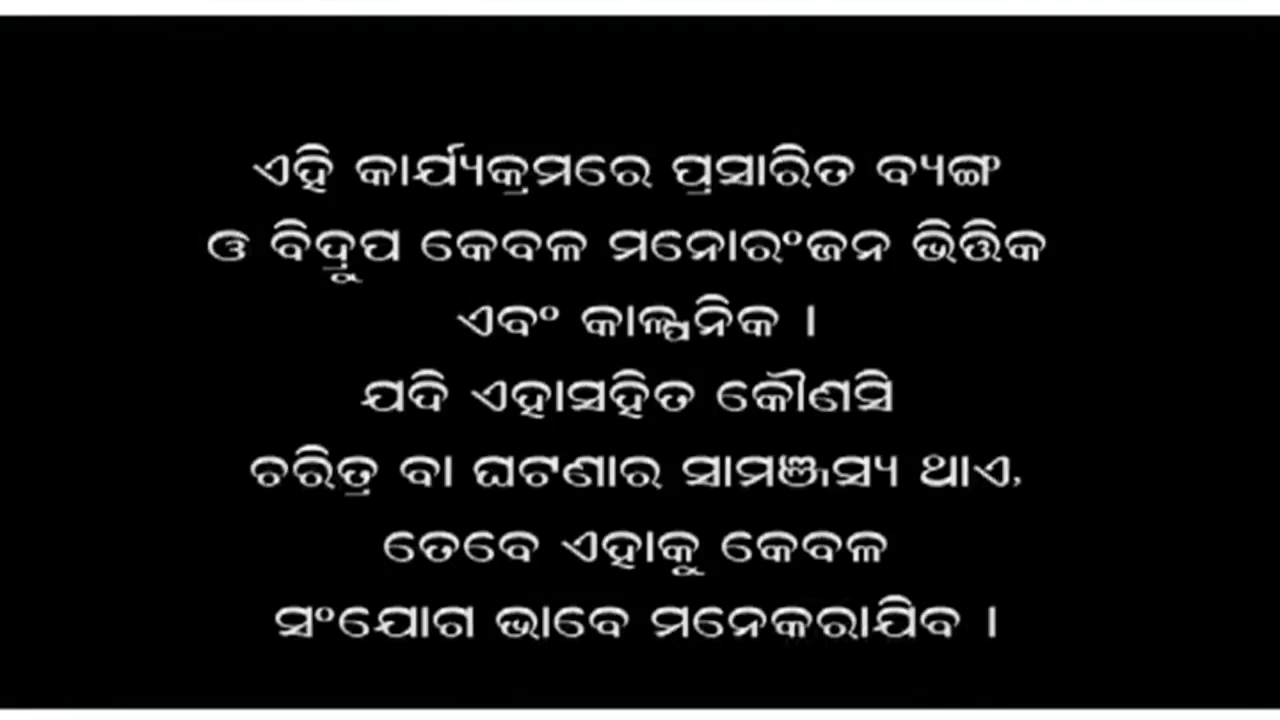 ଏହି କାର୍ଯ୍ୟକ୍ରମରେ ପ୍ରସାରିତ ବ୍ୟଙ୍ଗ
ଓ ବିଦ୍ରୁପ କେବଳ ମନୋରଂଜନ ଭିତ୍ତିକ
ଏବଂ କାଳ୍ପନିକ ।
ଯଦି ଏହାସହିତ କୌଣସି
ଚରିତ୍ର ବା ଘଟଣାର ସାମଞ୍ଜସ୍ୟ ଥାଏ,
ତେବେ ଏହାକୁ କେବଳ
ସଂଯୋଗ ଭାବେ ମନେକରାଯିବ ।